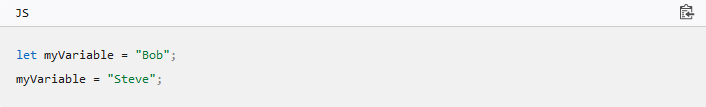 JS
let myVariable = "Bob";
myVariable = "Steve";